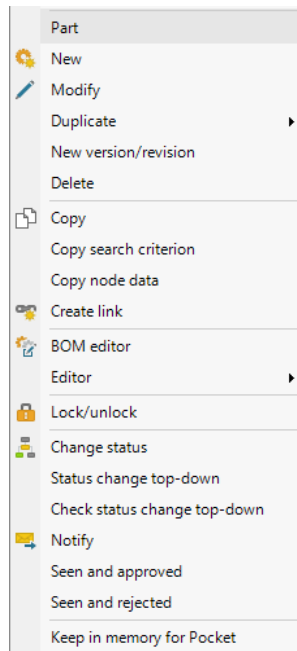 Part
New
Modify
Duplicate
New version/revision
Delete
Copy
Copy search criterion
Copy node data
Create link
BOM editor
Editor
Lock/unlock
Change status
Status change top-down
Check status change top-down
Notify
Seen and approved
Seen and rejected
Keep in memory for Pocket